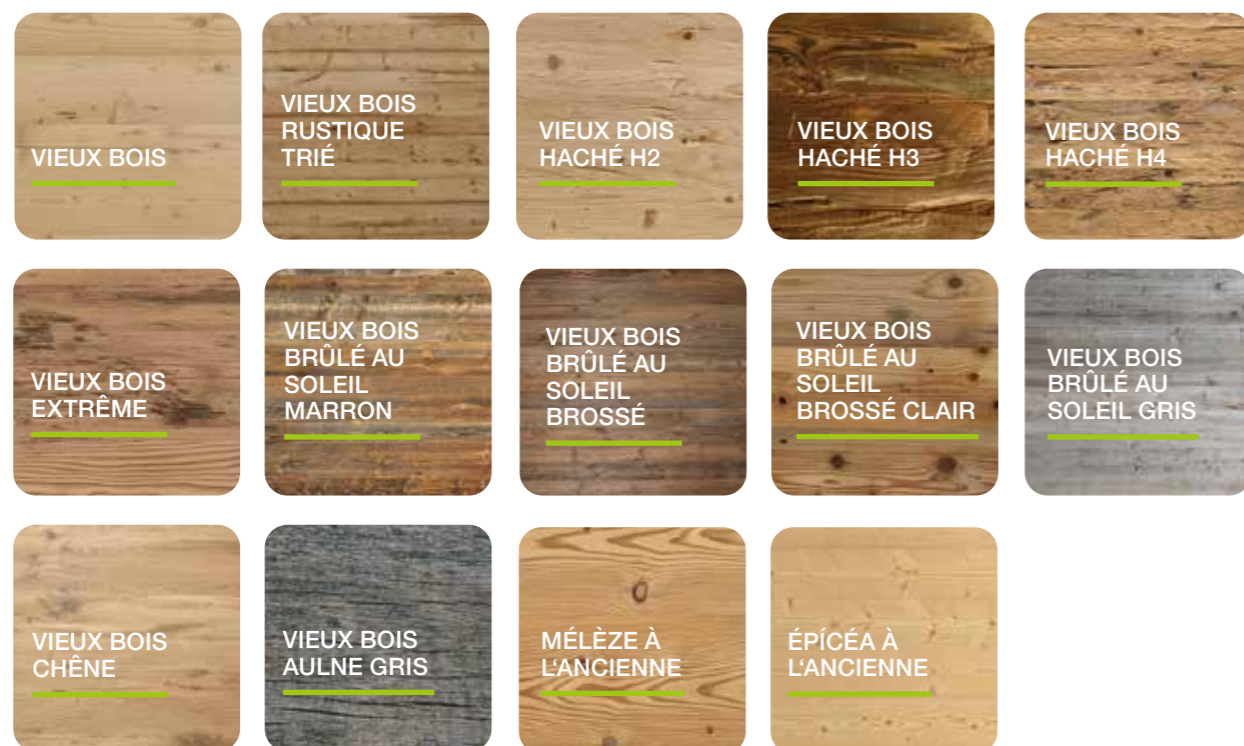 VIEUX BOIS
VIEUX BOIS
RUSTIQUE
TRIÉ
VIEUX BOIS
HACHÉ H2
VIEUX BOIS
HACHÉ H3
VIEUX BOIS
HACHÉ H4
VIEUX BOIS
EXTRÊME
VIEUX BOIS
BRÛLÉ AU
SOLEIL
MARRON
VIEUX BOIS
BRÛLÉ AU
SOLEIL
BROSSÉ
VIEUX BOIS
BRÛLÉ AU
SOLEIL
BROSSÉ CLAIR
VIEUX BOIS
BRÛLÉ AU
SOLEIL GRIS
VIEUX BOIS
CHÊNE
VIEUX BOIS
AULNE GRIS
MÉLÈZE À
L‘ANCIENNE
ÉPÍCÉA À
L‘ANCIENNE